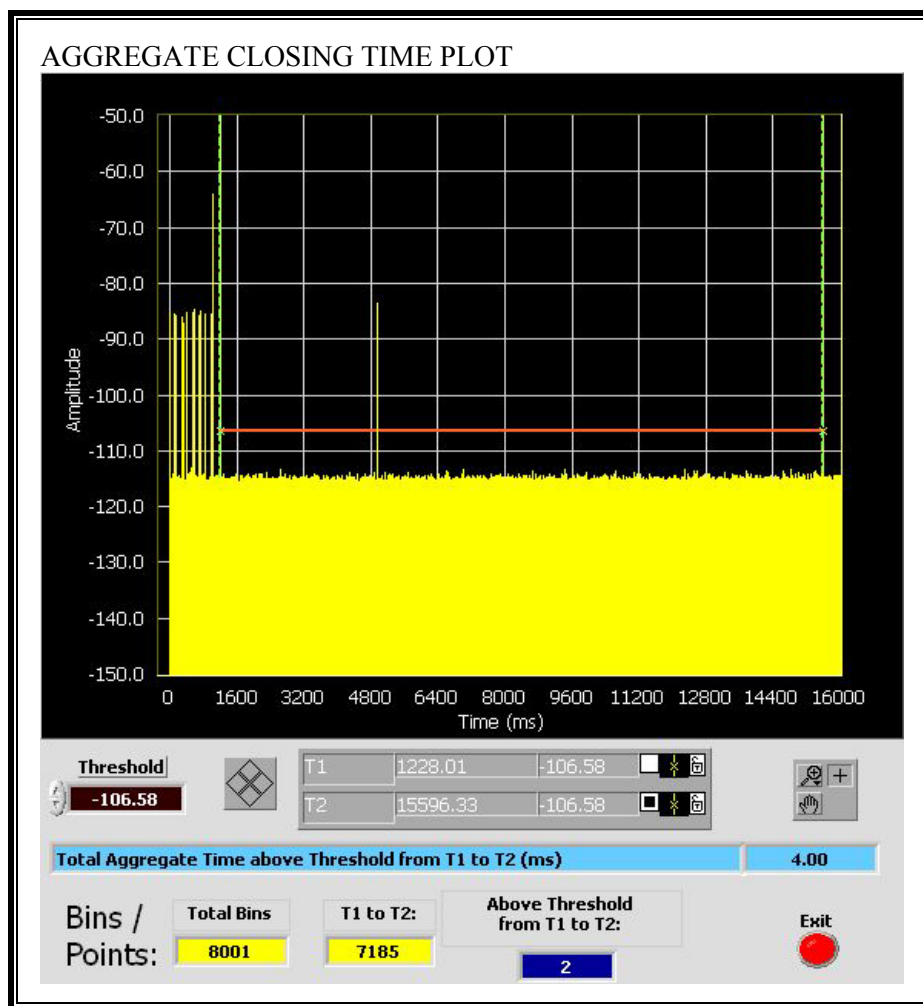 AGGREGATE CLOSING TIME PLOT
-50.0
-60.0
-70.0
-80.0
-90.0
-100.0
-110.0
-120.0
-130.0
-140.0
-150.0
Amplitude
0 1600 3200 4800 6400 8000 9600 11200 12800 14400 16000
Time (ms)
Threshold
-106.58
T1 1228.01 -106.58
T2 15596.33 -106.58
Total Aggregate Time above Threshold from T1 to T2 (ms) 4.00
Bins /
Points:
Total Bins
8001
T1 to T2:
7185
Above Threshold
from T1 to T2:
2
Exit